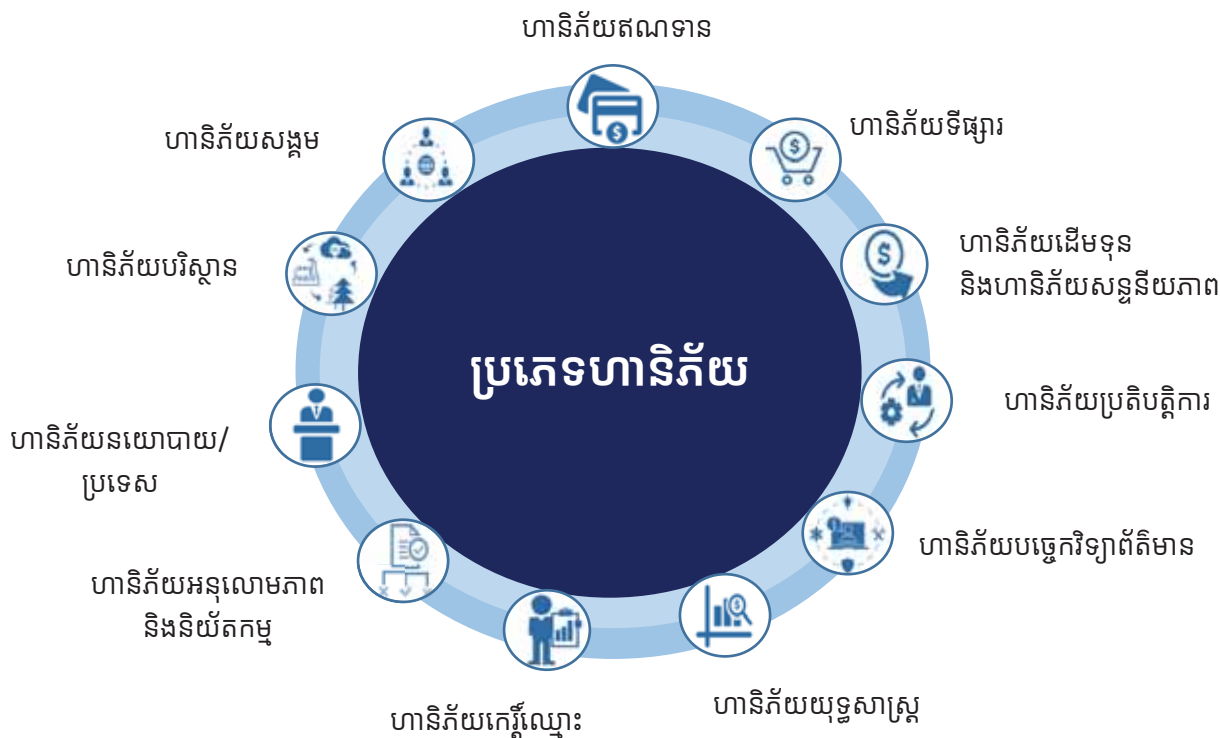 ហានិភ័យឥណទាន
ហានិភ័យទីផ្សារ
ហានិភ័យដើមទុន
និងហានិភ័យសន្ទនីយភាព
ហានិភ័យប្រតិបត្តិការ
ហានិភ័យបច្ចេកវិទ្យាព័ត៌មាន
ហានិភ័យយុទ្ធសាស្ត្រ
ហានិភ័យកេរ្តិ៍ឈ្មោះ
ហានិភ័យអនុលោមភាព
និងនិយ័តកម្ម
ហានិភ័យនយោបាយ/
ប្រទេស
ហានិភ័យបរិស្ថាន
ហានិភ័យសង្គម
ប្រភេទហានិភ័យ